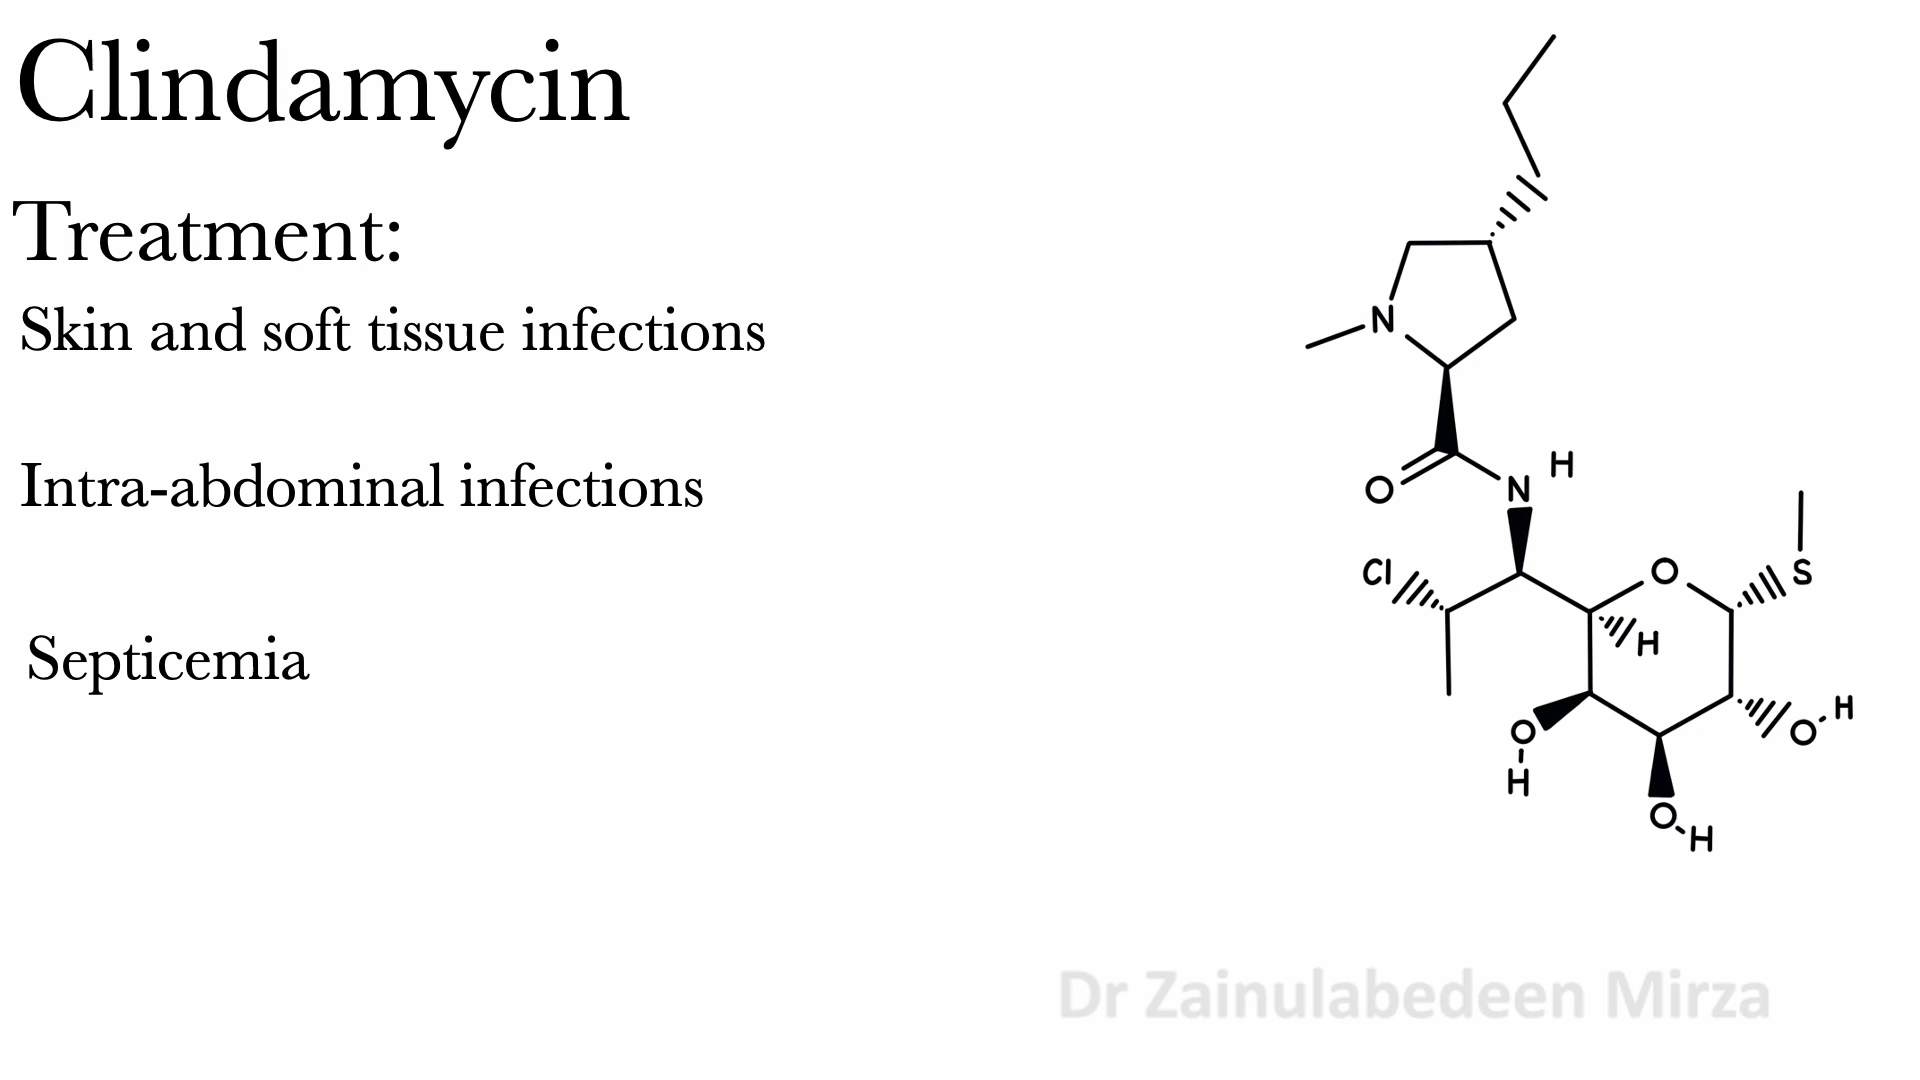 Clindamycin
Treatment:
Skin and soft tissue infections
Intra-abdominal infections
Septicemia
N
O
N
H
Cl
O
S
H
O
H
O
H
O
H
Dr Zainulabedeen Mirza